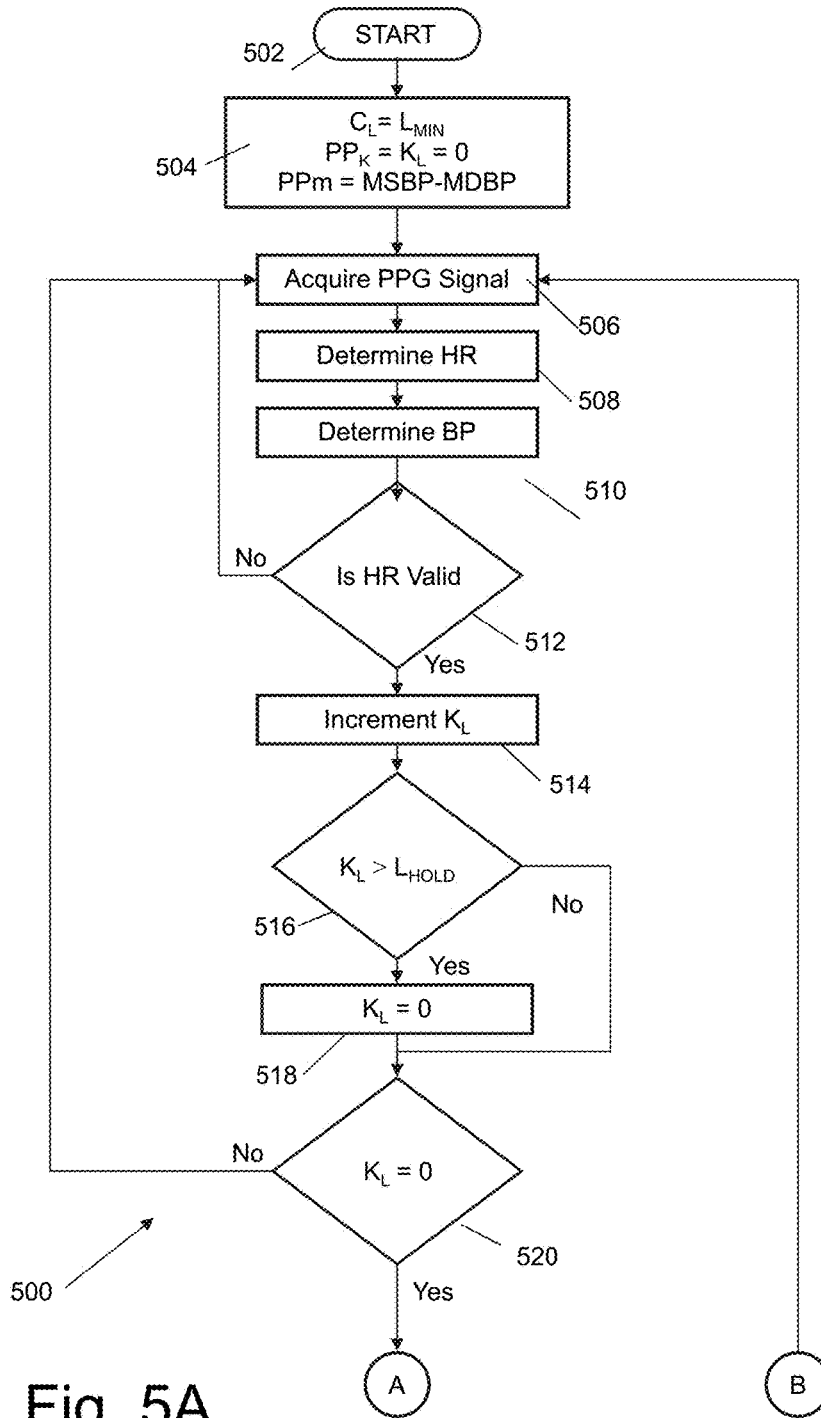 START
502
C_L = L_MIN
PP_K = K_L = 0
PPm = MSBP-MDBP
504
Acquire PPG Signal
506
Determine HR
508
Determine BP
510
No
Is HR Valid
512
Yes
Increment K_L
514
K_L > L_HOLD
No
516
Yes
K_L = 0
518
No
K_L = 0
520
500
Yes
A
B
Fig. 5A